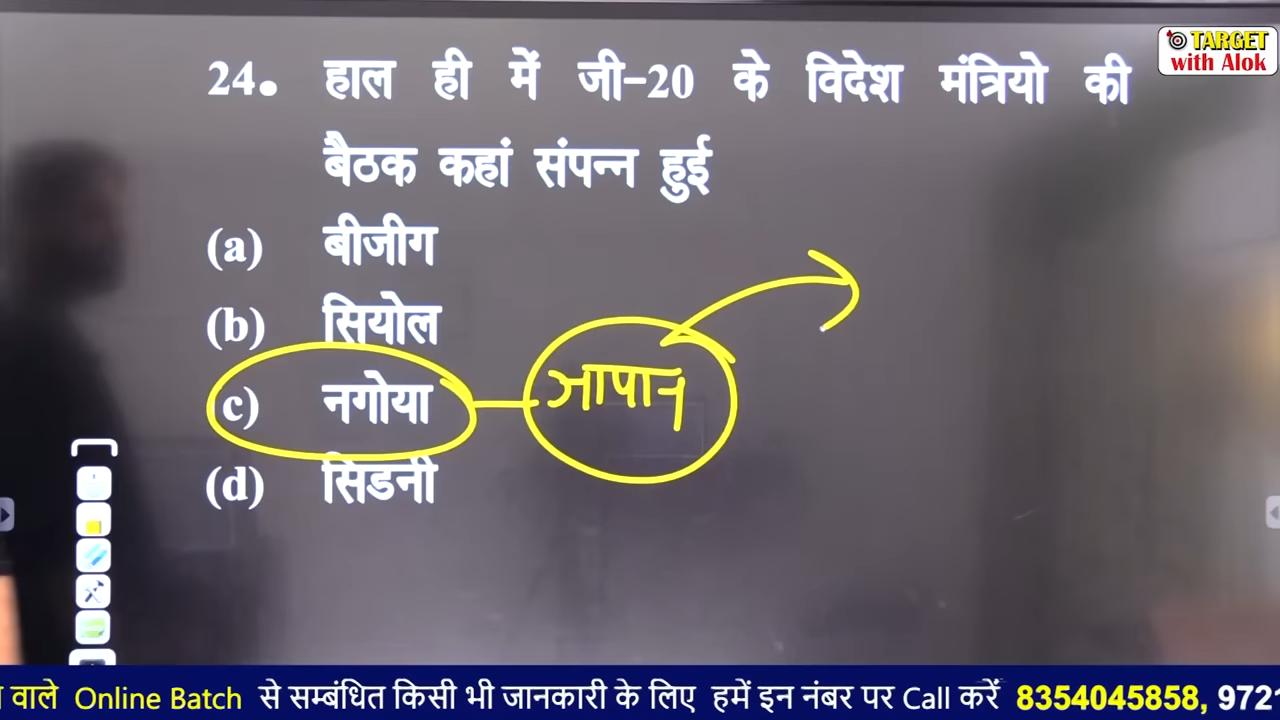 TARGET
with Alok
24. हाल ही में जी-20 के विदेश मंत्रियो की
बैठक कहां संपन्न हुई
(a) बीजीग
(b) सियोल
c) नगोया - जापान
(d) सिडनी
वाले Online Batch से सम्बंधित किसी भी जानकारी के लिए हमें इन नंबर पर Call करें 8354045858, 9721